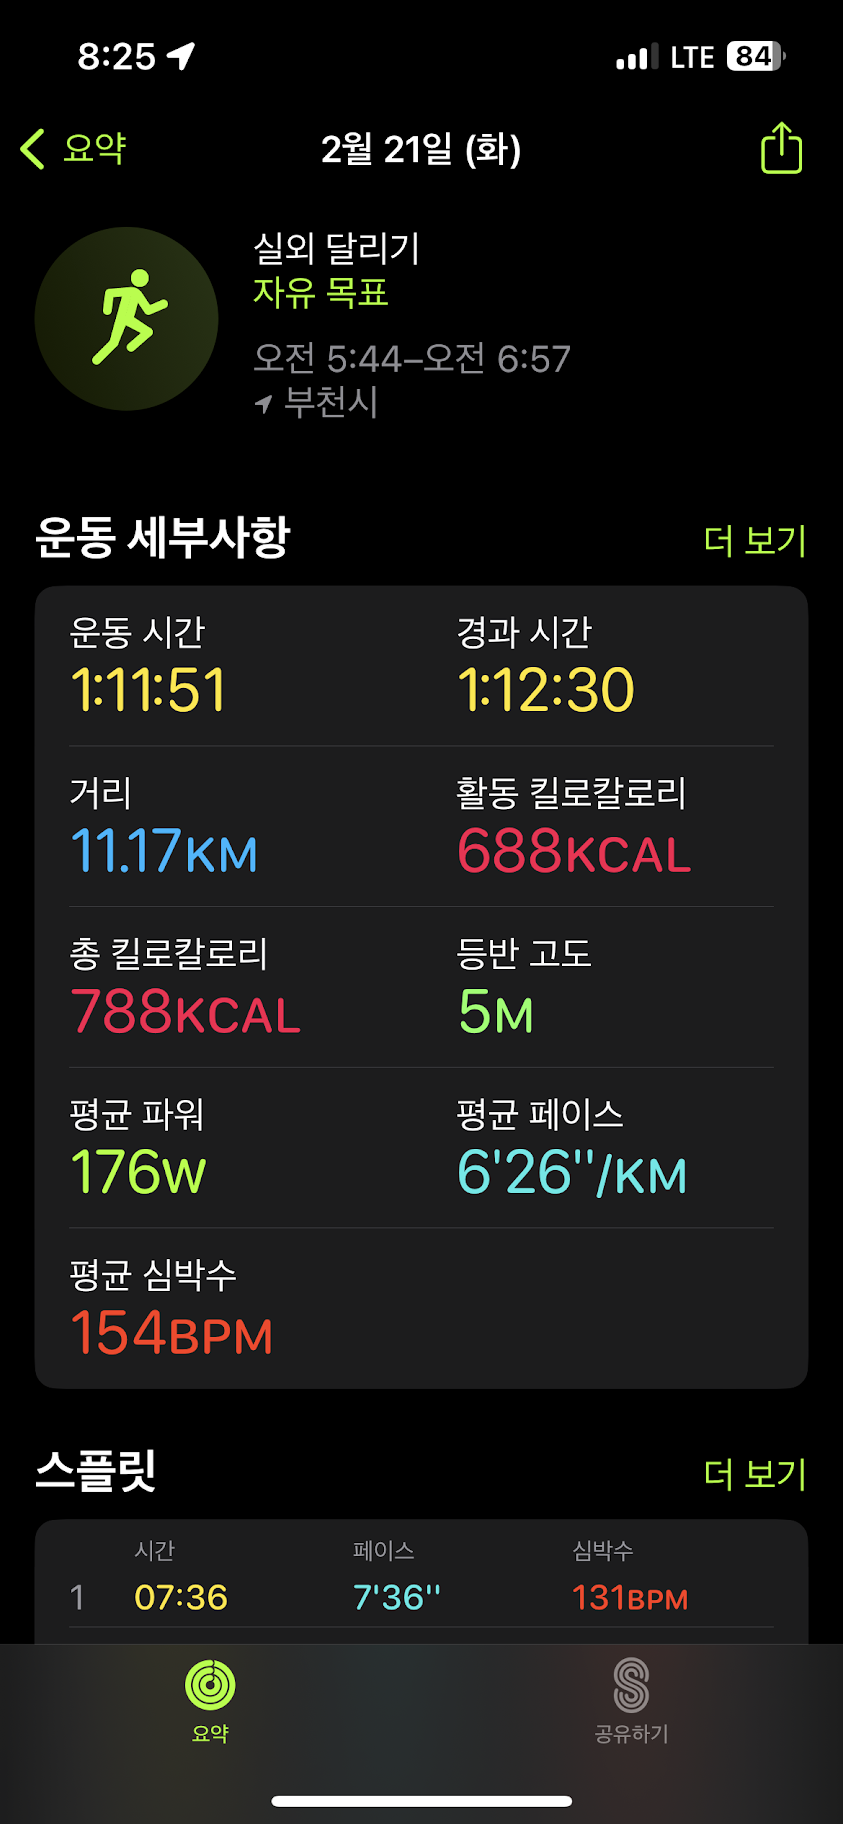 8:25 LTE 84
요약 2월 21일 (화)
실외 달리기
자유 목표
오전 5:44–오전 6:57
부천시
운동 세부사항 더 보기
운동 시간 경과 시간
1:11:51 1:12:30
거리 활동 킬로칼로리
11.17KM 688KCAL
총 킬로칼로리 등반 고도
788KCAL 5M
평균 파워 평균 페이스
176W 6'26''/KM
평균 심박수
154BPM
스플릿 더 보기
시간 페이스 심박수
1 07:36 7'36'' 131BPM
요약 공유하기